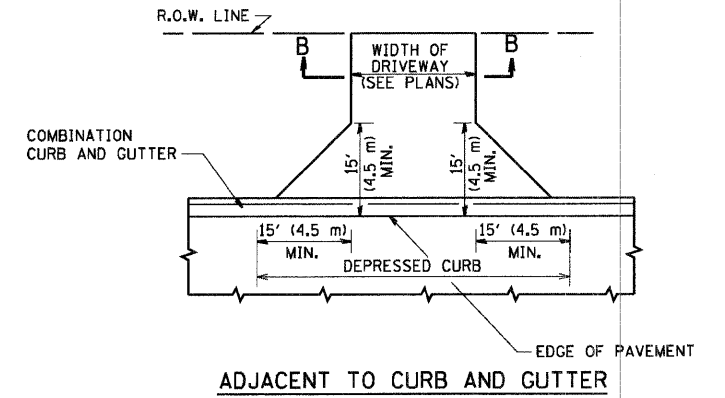 R.O.W. LINE
B
B
WIDTH OF
DRIVEWAY
(SEE PLANS)
COMBINATION
CURB AND GUTTER
15'
(4.5 m)
MIN.
15'
(4.5 m)
MIN.
15' (4.5 m)
MIN.
15' (4.5 m)
MIN.
DEPRESSED CURB
EDGE OF PAVEMENT
ADJACENT TO CURB AND GUTTER